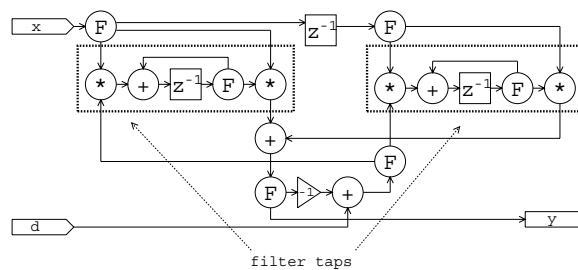 x F z⁻¹ F
* + z⁻¹ F * * + z⁻¹ F *
+
F
F -1 +
d y
filter taps